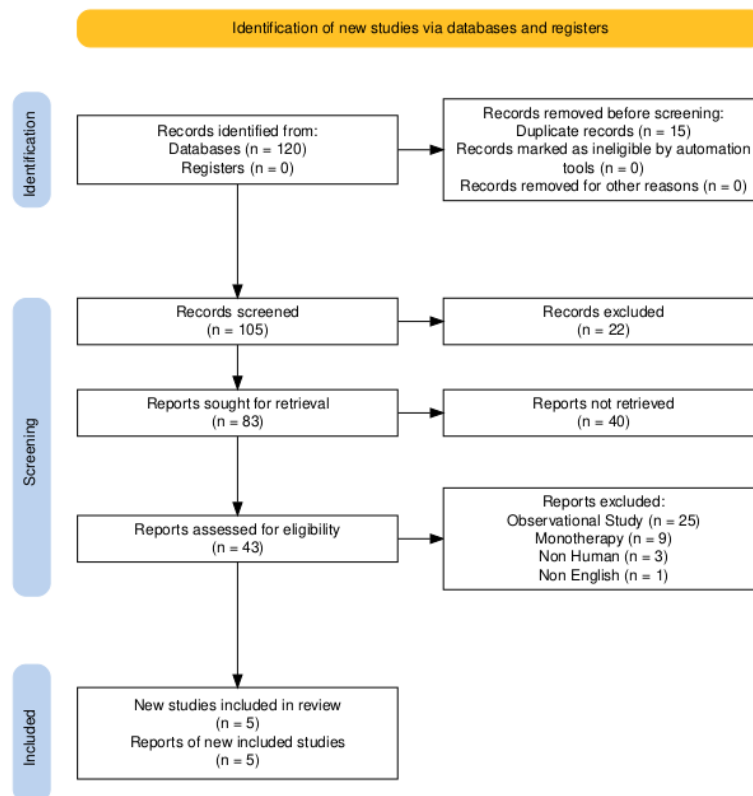 Identification of new studies via databases and registers
Identification
Records identified from:
Databases (n = 120)
Registers (n = 0)
Records removed before screening:
Duplicate records (n = 15)
Records marked as ineligible by automation
tools (n = 0)
Records removed for other reasons (n = 0)
Screening
Records screened
(n = 105)
Records excluded
(n = 22)
Reports sought for retrieval
(n = 83)
Reports not retrieved
(n = 40)
Reports assessed for eligibility
(n = 43)
Reports excluded:
Observational Study (n = 25)
Monotherapy (n = 9)
Non Human (n = 3)
Non English (n = 1)
Included
New studies included in review
(n = 5)
Reports of new included studies
(n = 5)